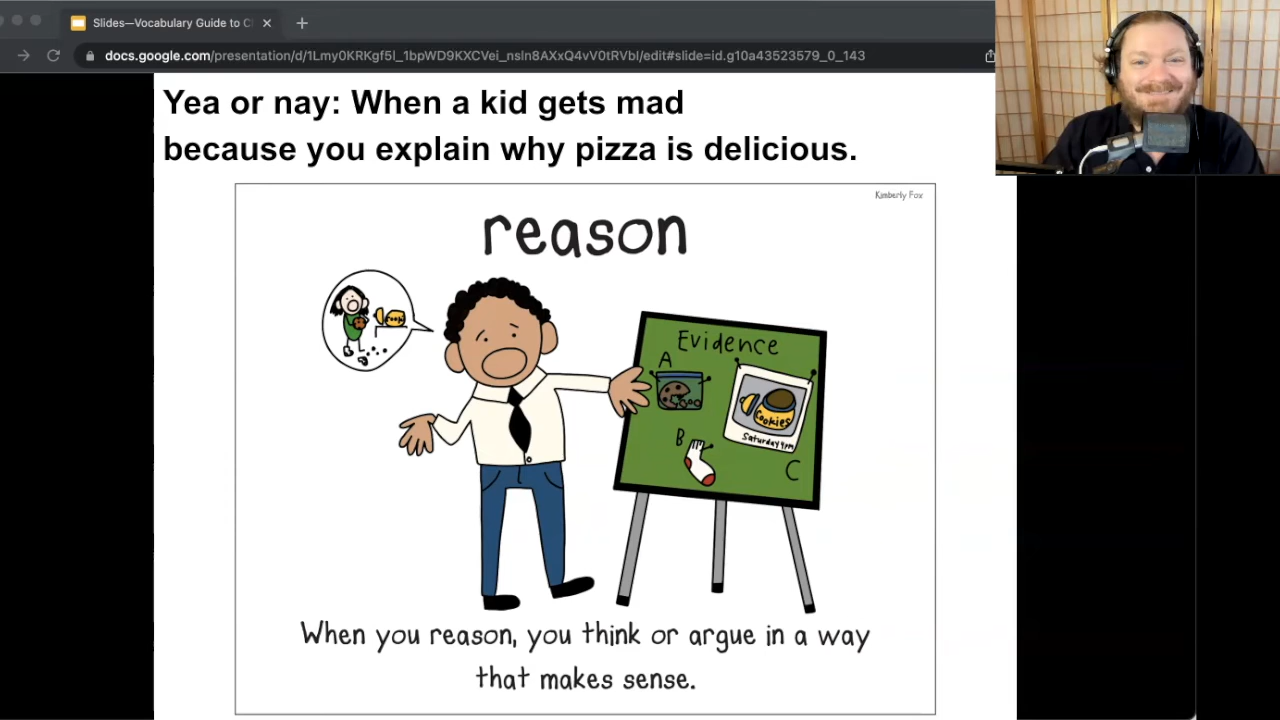 Slides—Vocabulary Guide to C
docs.google.com/presentation/d/1Lmy0KRKgf5l_1bpWD9KXCVei_nsln8AXxQ4vV0tRVbI/edit#slide=id.g10a43523579_0_143
Yea or nay: When a kid gets mad
because you explain why pizza is delicious.
Kimberly Fox
reason
Evidence
A
Cookies
Saturday 4pm
B
C
When you reason, you think or argue in a way
that makes sense.